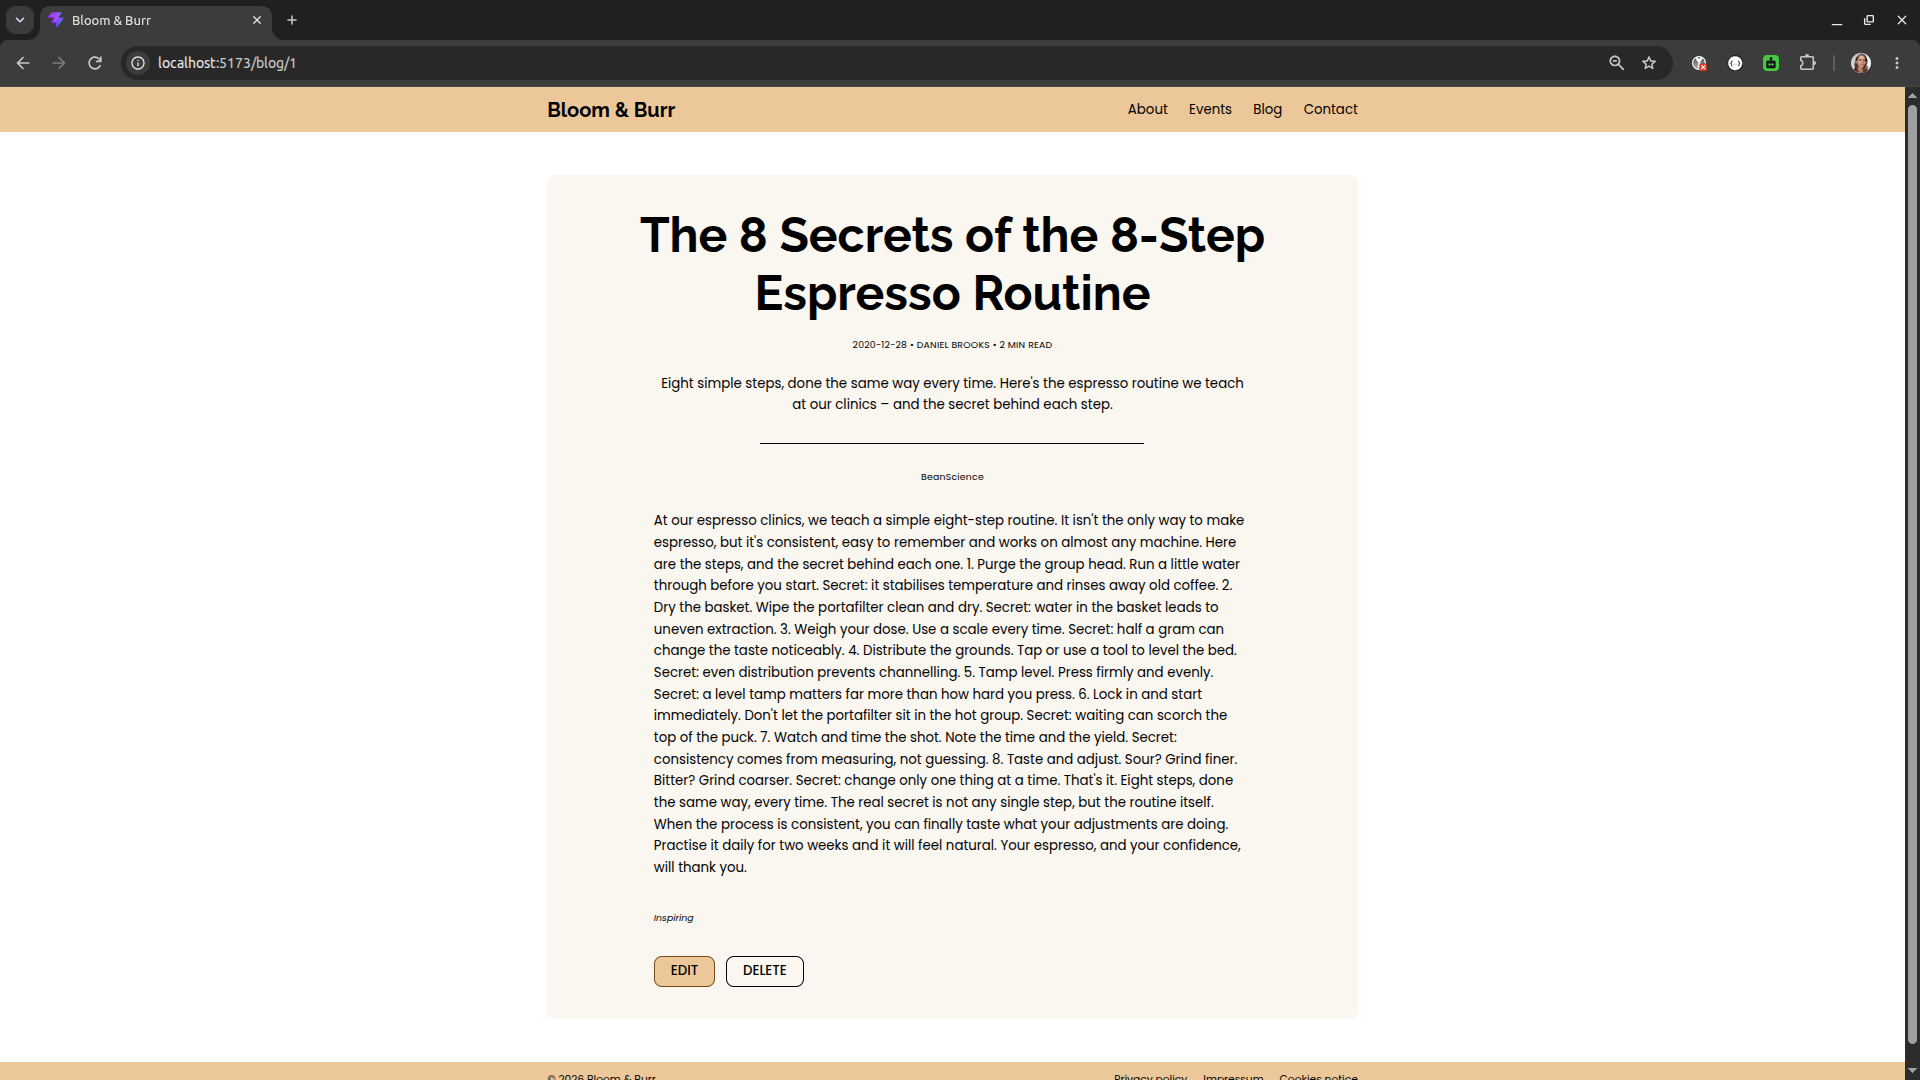 Bloom & Burr
localhost:5173/blog/1
Bloom & Burr
About Events Blog Contact
The 8 Secrets of the 8-Step
Espresso Routine
2020-12-28 • DANIEL BROOKS • 2 MIN READ
Eight simple steps, done the same way every time. Here's the espresso routine we teach
at our clinics – and the secret behind each step.
BeanScience
At our espresso clinics, we teach a simple eight-step routine. It isn't the only way to make
espresso, but it's consistent, easy to remember and works on almost any machine. Here
are the steps, and the secret behind each one. 1. Purge the group head. Run a little water
through before you start. Secret: it stabilises temperature and rinses away old coffee. 2.
Dry the basket. Wipe the portafilter clean and dry. Secret: water in the basket leads to
uneven extraction. 3. Weigh your dose. Use a scale every time. Secret: half a gram can
change the taste noticeably. 4. Distribute the grounds. Tap or use a tool to level the bed.
Secret: even distribution prevents channelling. 5. Tamp level. Press firmly and evenly.
Secret: a level tamp matters far more than how hard you press. 6. Lock in and start
immediately. Don't let the portafilter sit in the hot group. Secret: waiting can scorch the
top of the puck. 7. Watch and time the shot. Note the time and the yield. Secret:
consistency comes from measuring, not guessing. 8. Taste and adjust. Sour? Grind finer.
Bitter? Grind coarser. Secret: change only one thing at a time. That's it. Eight steps, done
the same way, every time. The real secret is not any single step, but the routine itself.
When the process is consistent, you can finally taste what your adjustments are doing.
Practise it daily for two weeks and it will feel natural. Your espresso, and your confidence,
will thank you.
Inspiring
EDIT DELETE
© 2026 Bloom & Burr
Privacy policy Impressum Cookies notice